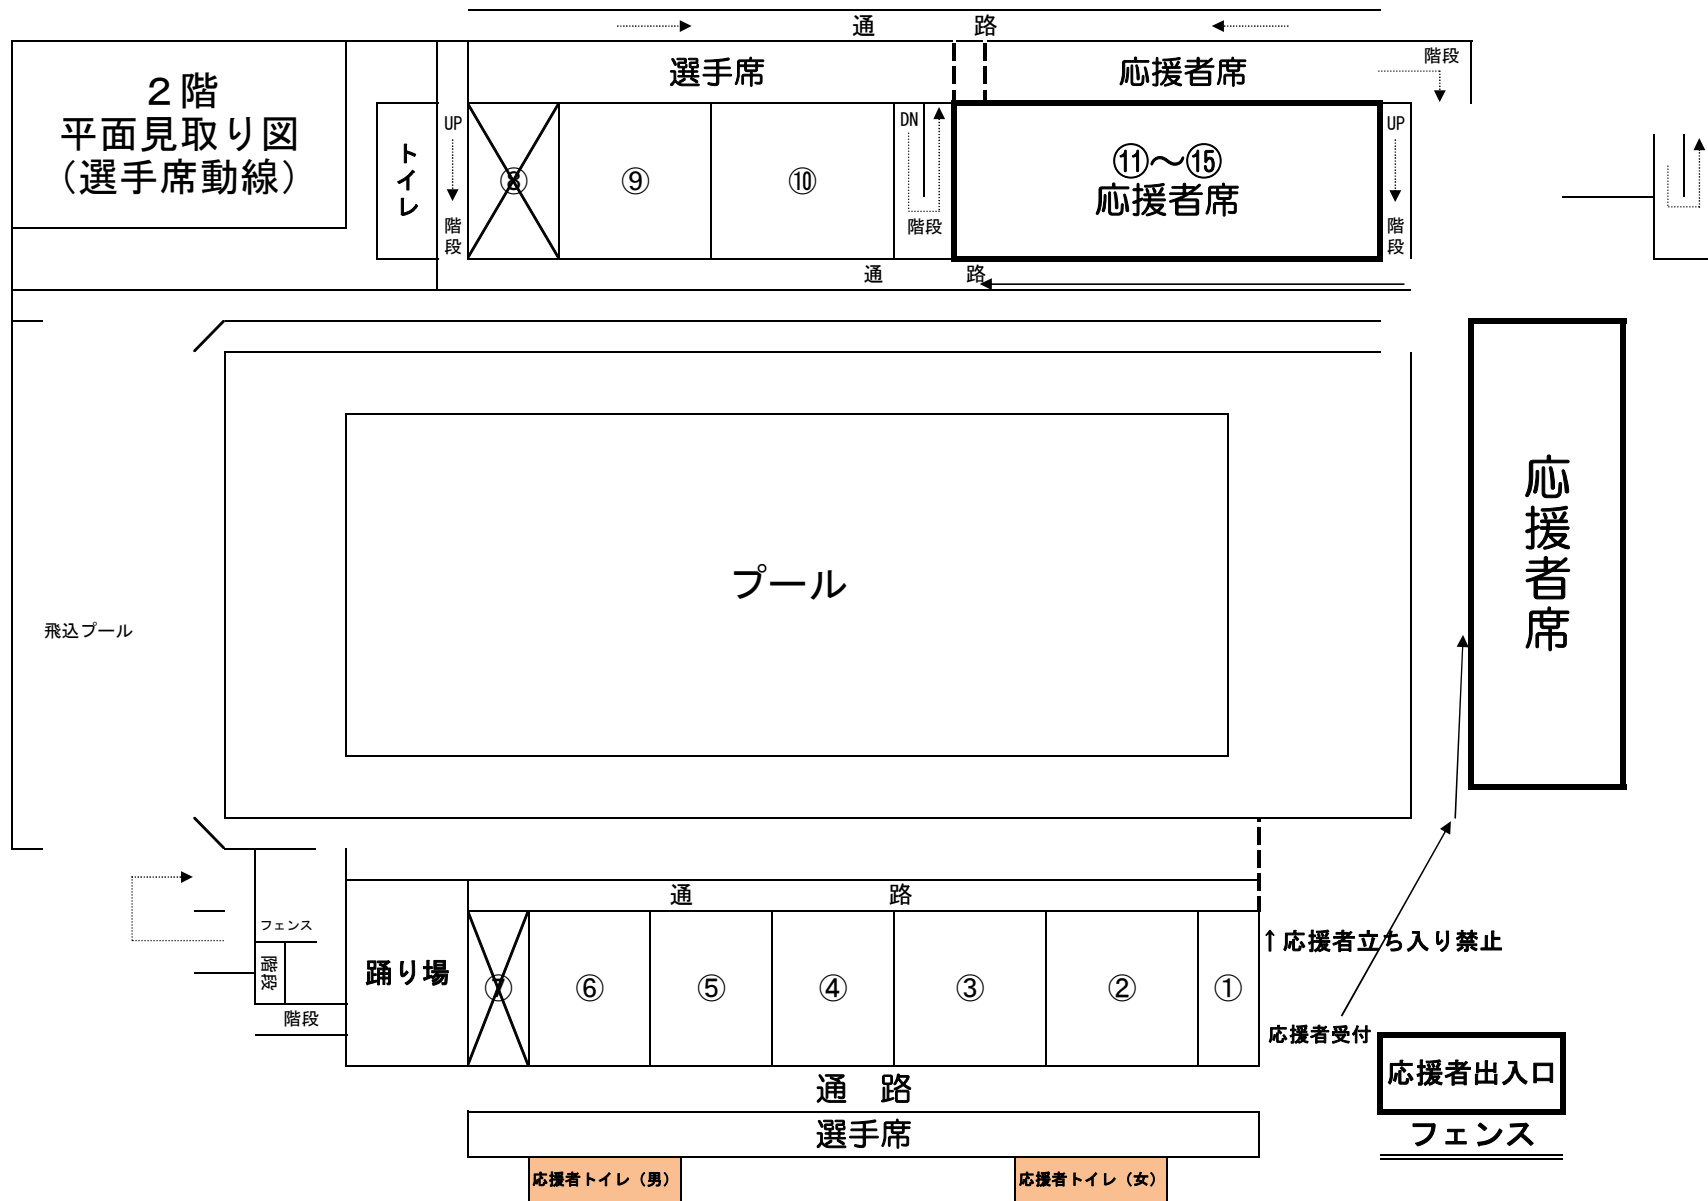 通 路
２階
平面見取り図
（選手席動線）
選手席
応援者席
階段
トイレ
UP
階段
⑧
⑨
⑩
DN
階段
⑪～⑮
応援者席
UP
階段
通 路
応援者席
プール
飛込プール
通 路
フェンス
階段
階段
踊り場
⑦
⑥
⑤
④
③
②
①
↑応援者立ち入り禁止
応援者受付
応援者出入口
フェンス
通 路
選手席
応援者トイレ（男）
応援者トイレ（女）